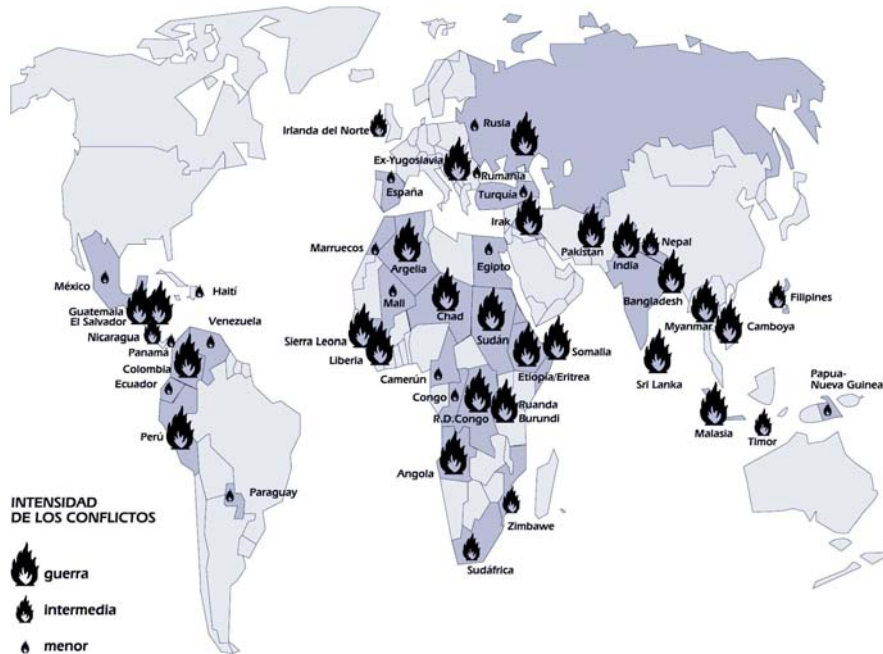 Irlanda del Norte
Rusia
Ex-Yugoslavia
Rumania
España
Turquía
Irak
Marruecos
Argelia
Egipto
Pakistan
India
Nepal
Bangladesh
Filipines
México
Haití
Guatemala
El Salvador
Venezuela
Nicaragua
Panamá
Colombia
Ecuador
Perú
Paraguay
Malí
Chad
Sudán
Sierra Leona
Liberia
Somalia
Etiopía/Eritrea
Camerún
Congo
R.D.Congo
Ruanda
Burundi
Angola
Zimbawe
Sudáfrica
Myanmar
Camboya
Sri Lanka
Malasia
Timor
Papua-
Nueva Guinea
INTENSIDAD
DE LOS CONFLICTOS
guerra
intermedia
menor